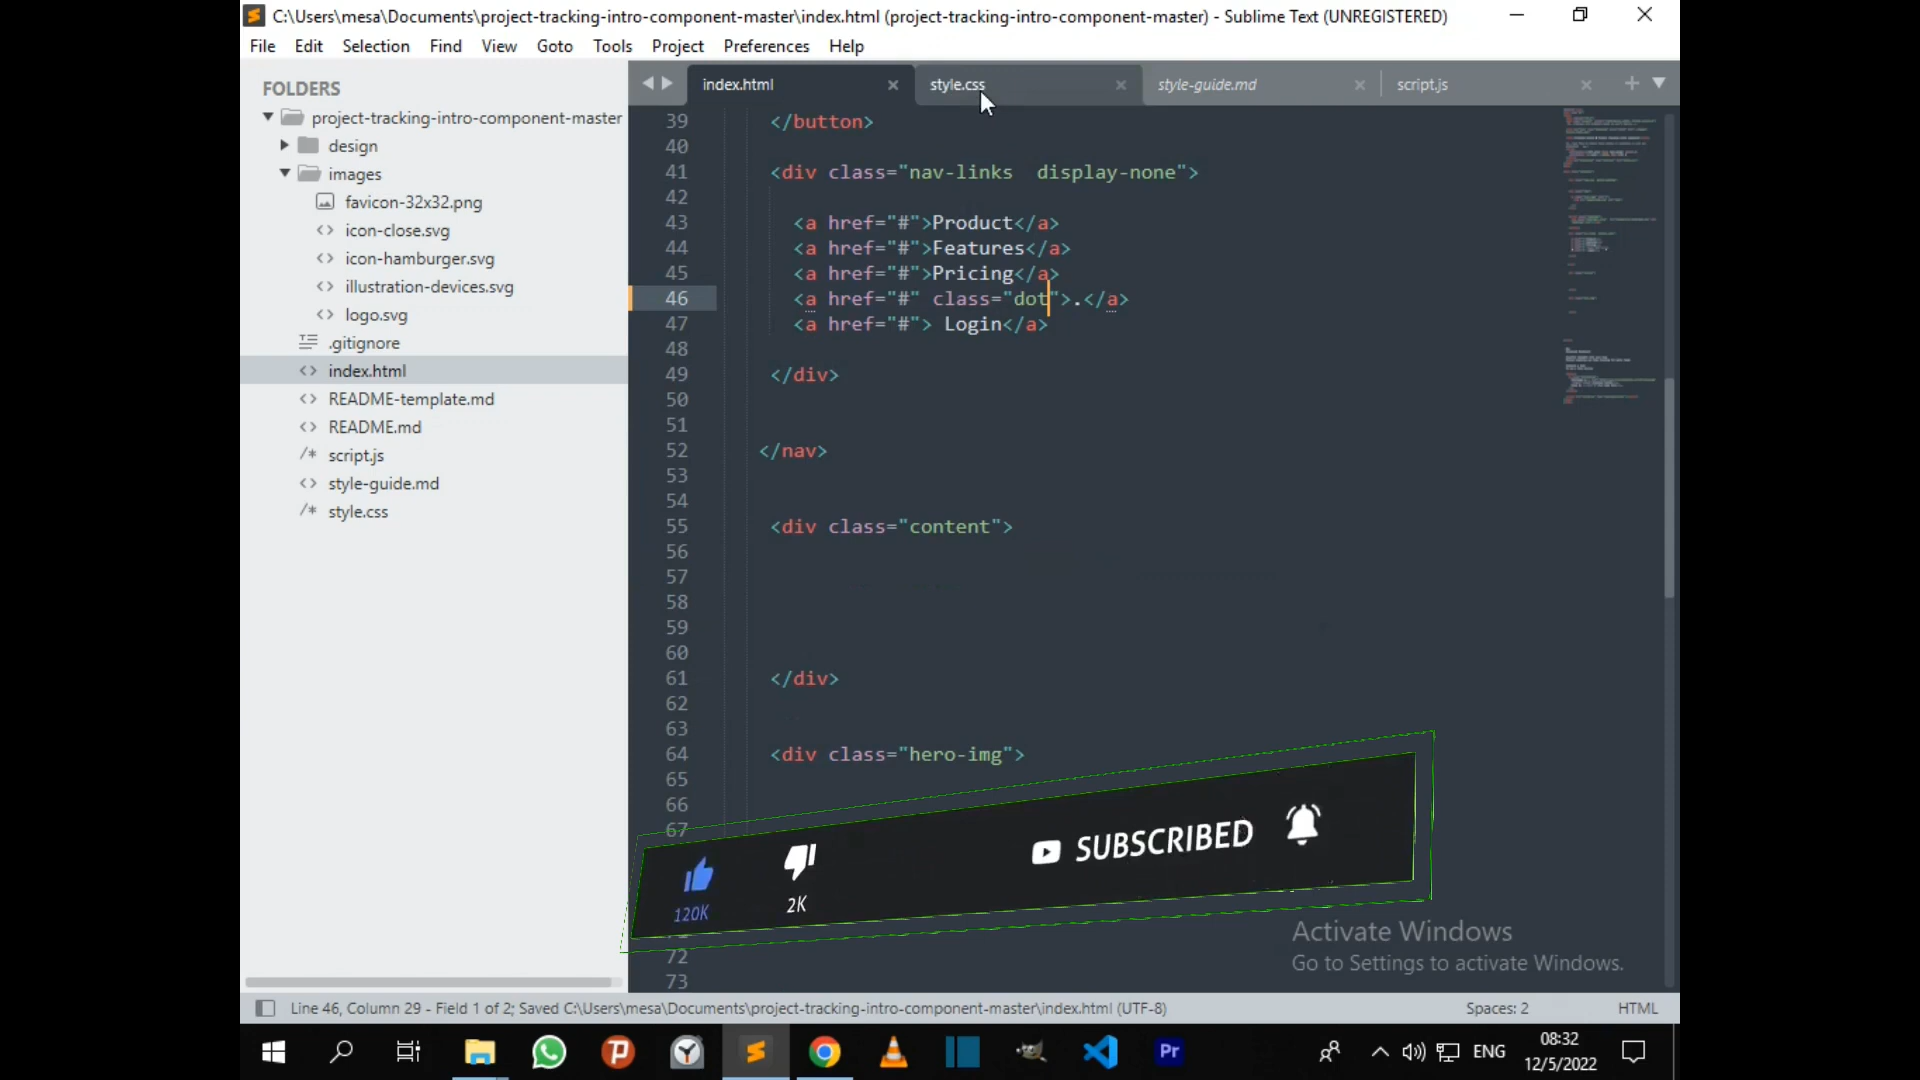 C:\Users\mesa\Documents\project-tracking-intro-component-master\index.html (project-tracking-intro-component-master) - Sublime Text (UNREGISTERED)
File Edit Selection Find View Goto Tools Project Preferences Help
FOLDERS
project-tracking-intro-component-master
design
images
favicon-32x32.png
icon-close.svg
icon-hamburger.svg
illustration-devices.svg
logo.svg
.gitignore
index.html
README-template.md
README.md
script.js
style-guide.md
style.css
index.html style.css style-guide.md script.js
39 </button>
40
41 <div class="nav-links  display-none">
42
43 <a href="#">Product</a>
44 <a href="#">Features</a>
45 <a href="#">Pricing</a>
46 <a href="#" class="dot">.</a>
47 <a href="#"> Login</a>
48
49 </div>
50
51
52 </nav>
53
54
55 <div class="content">
56
57
58
59
60
61 </div>
62
63
64 <div class="hero-img">
65
66
67
72
73
120K
2K
SUBSCRIBED
Activate Windows
Go to Settings to activate Windows.
Line 46, Column 29 - Field 1 of 2; Saved C:\Users\mesa\Documents\project-tracking-intro-component-master\index.html (UTF-8) Spaces: 2 HTML
Pr
ENG
08:32
12/5/2022